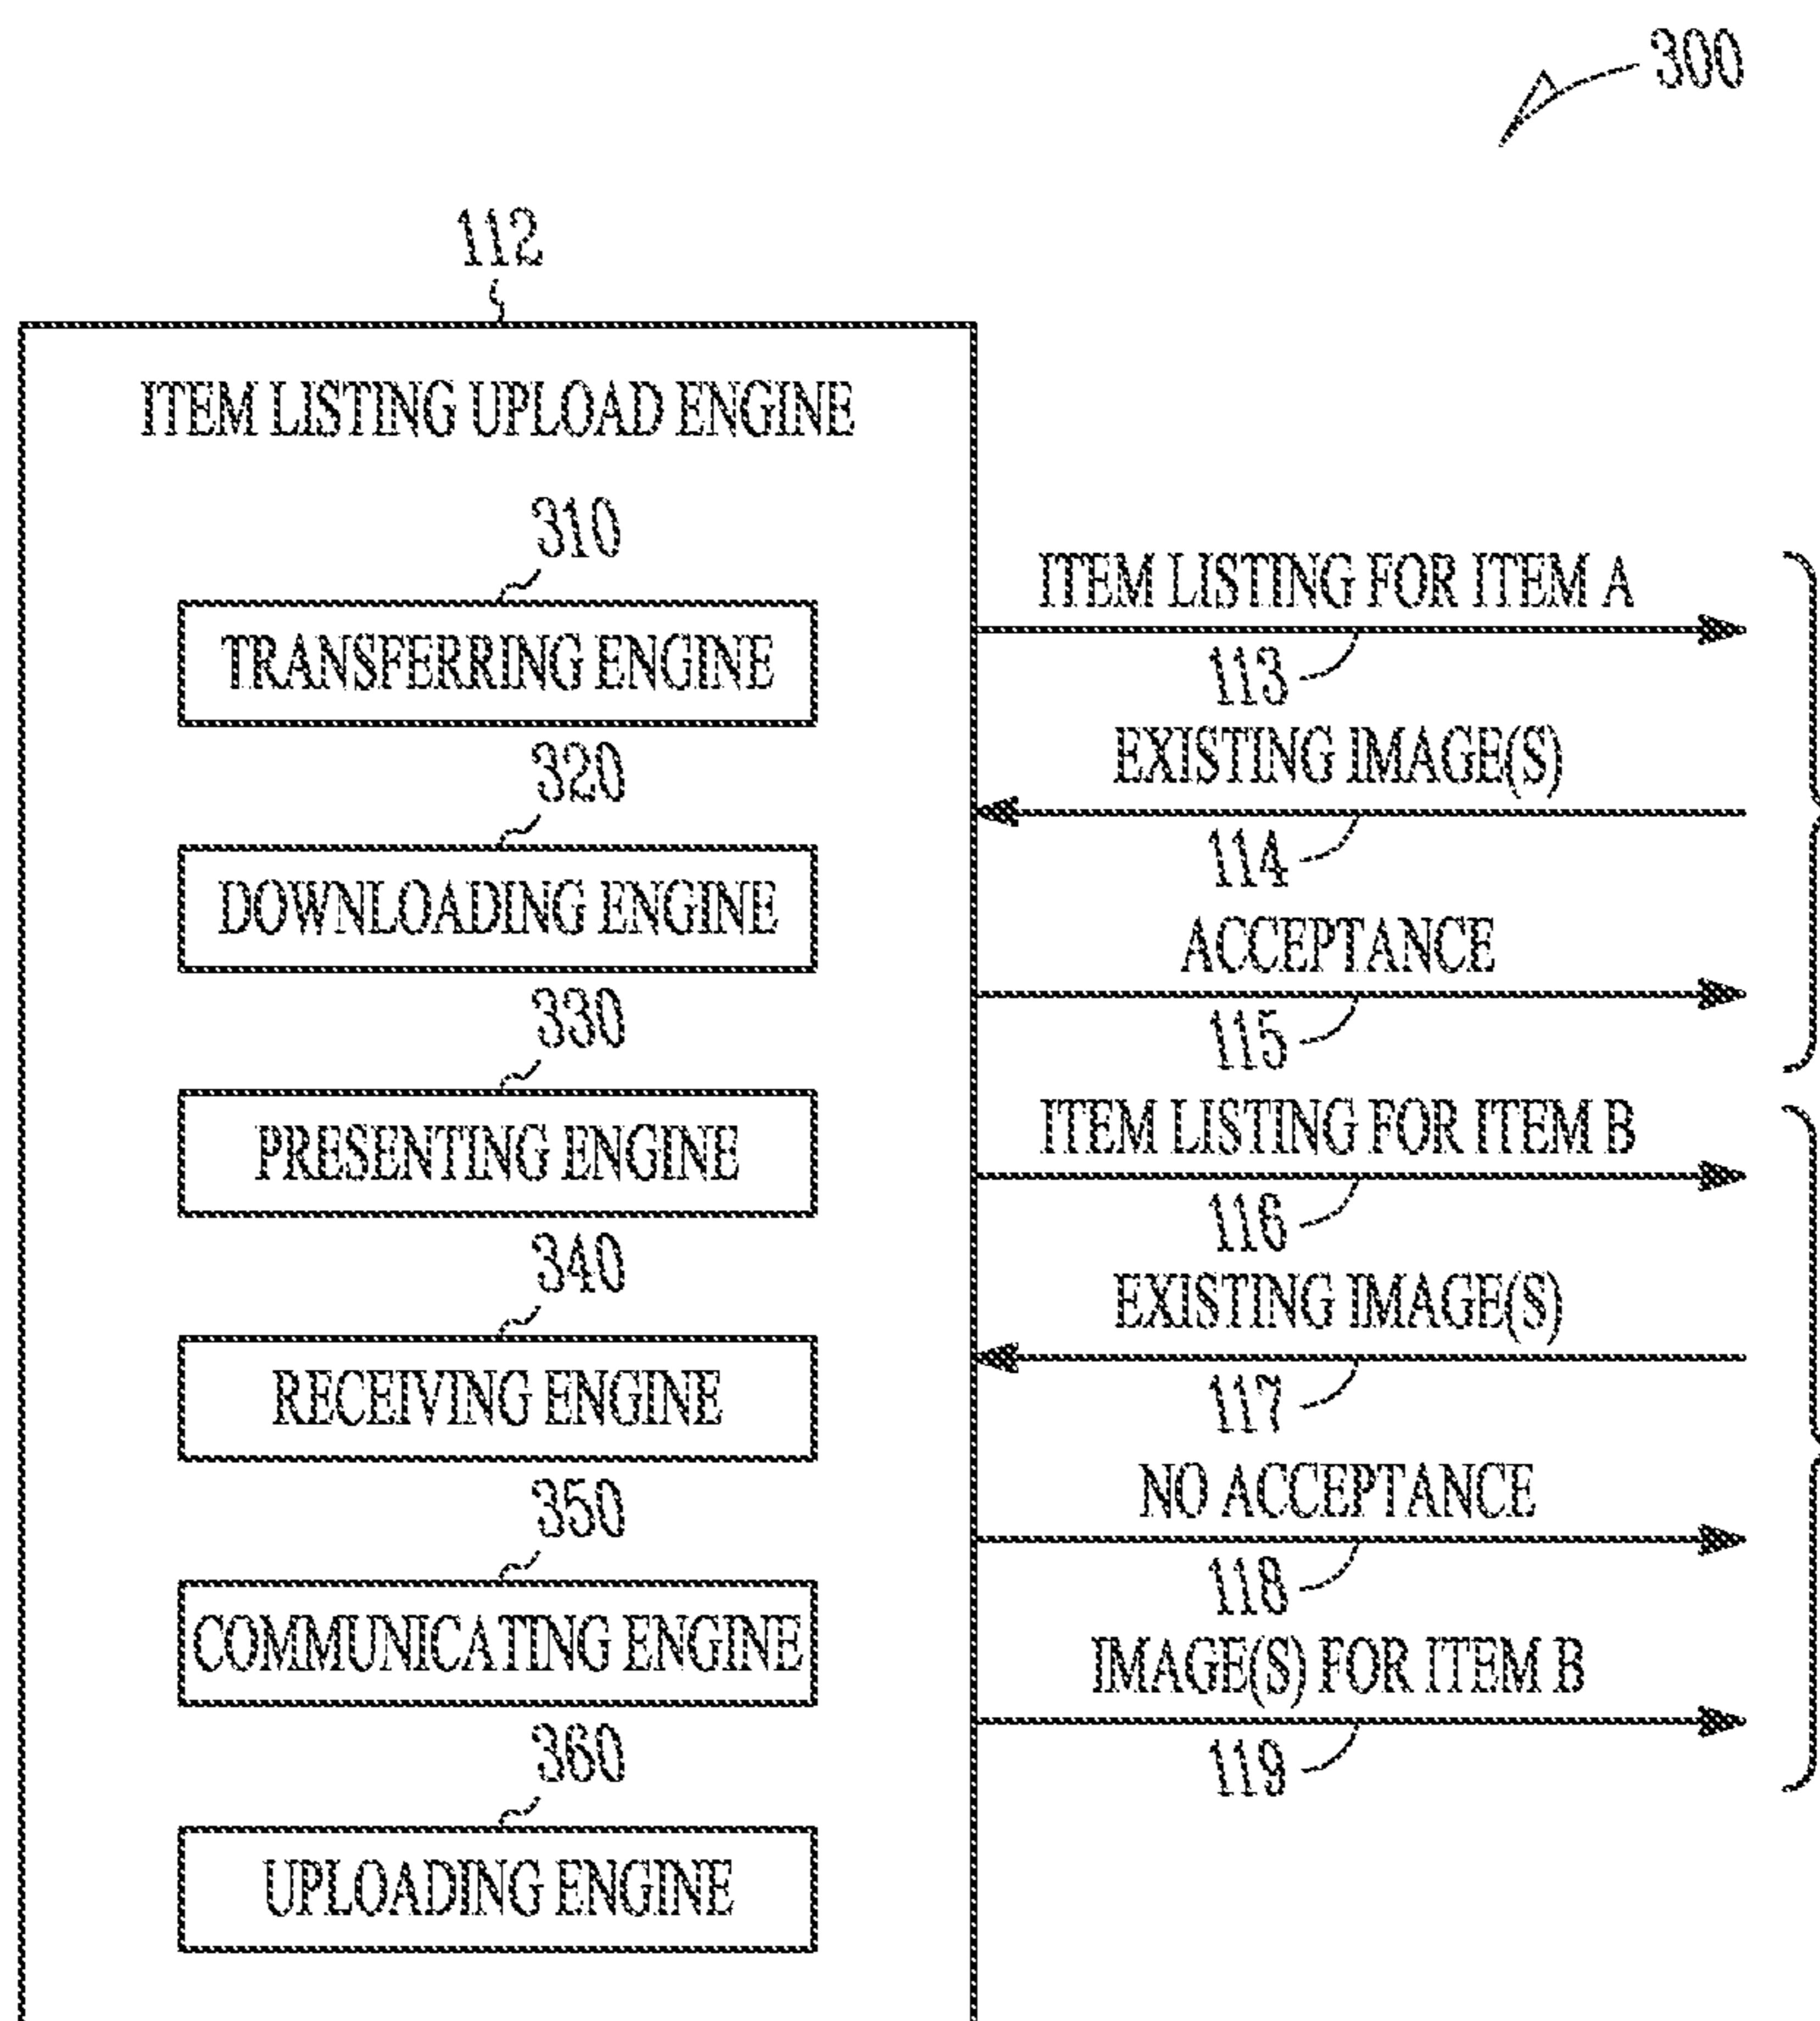 300
112
ITEM LISTING UPLOAD ENGINE
310
TRANSFERRING ENGINE
320
DOWNLOADING ENGINE
330
PRESENTING ENGINE
340
RECEIVING ENGINE
350
COMMUNICATING ENGINE
360
UPLOADING ENGINE
ITEM LISTING FOR ITEM A
113
EXISTING IMAGE(S)
114
ACCEPTANCE
115
ITEM LISTING FOR ITEM B
116
EXISTING IMAGE(S)
117
NO ACCEPTANCE
118
IMAGE(S) FOR ITEM B
119